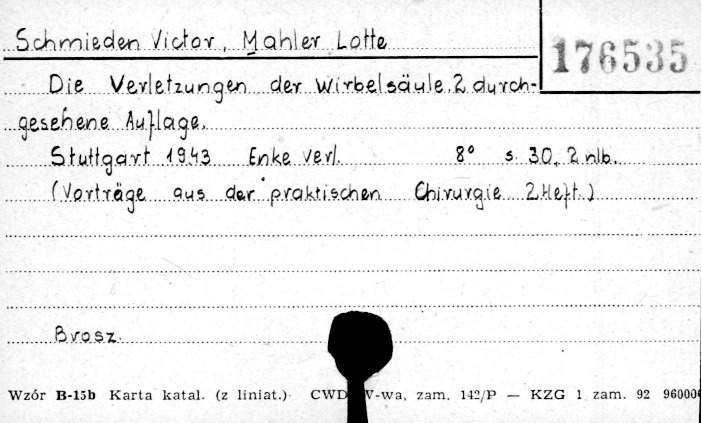 Schmieden Victor, Mahler Lotte
176535
Die Verletzungen der Wirbelsäule. 2 durch-
gesehene Auflage.
Stuttgart 1943 Enke Verl. 8° s. 30, 2 nlb.
(Vorträge aus der praktischen Chirurgie 2 Heft.)
Brosz.
Wzór B-15b Karta katal. (z liniat.) CWD W-wa, zam. 142/P — KZG 1 zam. 92 96000